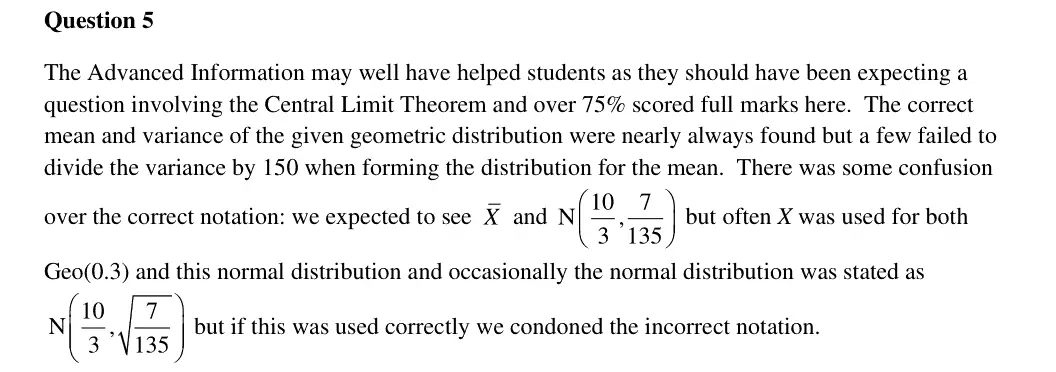 Question 5
The Advanced Information may well have helped students as they should have been expecting a
question involving the Central Limit Theorem and over 75% scored full marks here.  The correct
mean and variance of the given geometric distribution were nearly always found but a few failed to
divide the variance by 150 when forming the distribution for the mean.  There was some confusion
over the correct notation: we expected to see X̄ and N(10/3, 7/135) but often X was used for both
Geo(0.3) and this normal distribution and occasionally the normal distribution was stated as
N(10/3, √(7/135)) but if this was used correctly we condoned the incorrect notation.